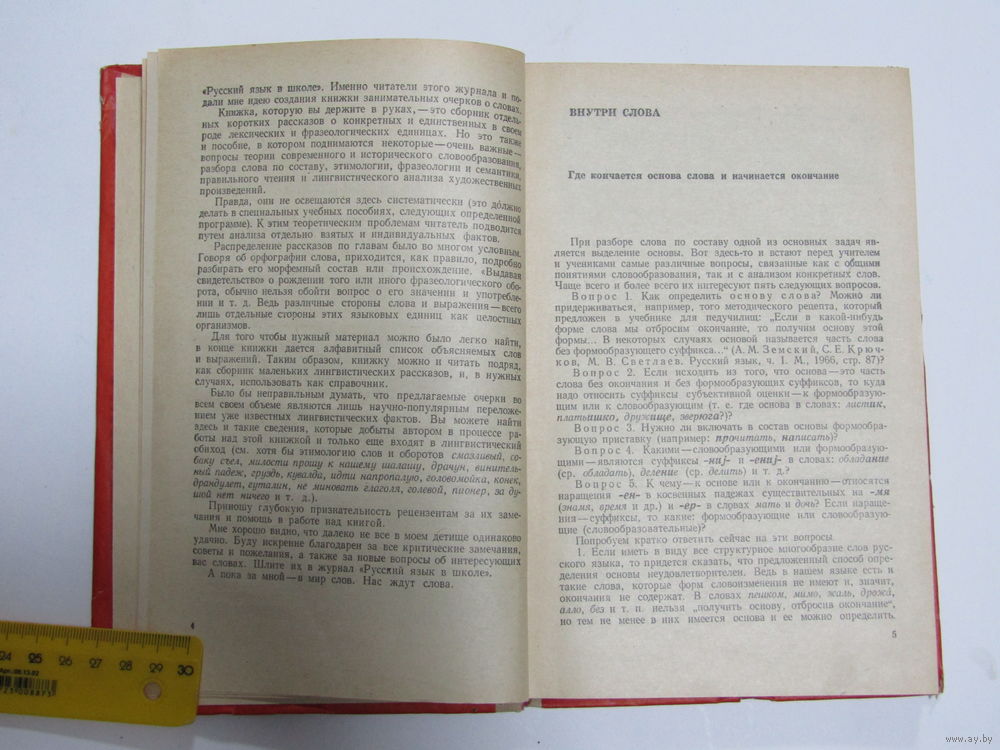 «Русский язык в школе». Именно читатели этого журнала и по-
дали мне идею создания книжки занимательных очерков о словах.
Книжка, которую вы держите в руках,—это сборник отдель-
ных коротких рассказов о конкретных и единственных в своем
роде лексических и фразеологических единицах. Но это также
и пособие, в котором поднимаются некоторые—очень важные—
вопросы теории современного и исторического словообразования,
разбора слова по составу, этимологии, фразеологии и семантики,
правильного чтения и лингвистического анализа художественных
произведений.
Правда, они не освещаются здесь систематически (это до́лжно
делать в специальных учебных пособиях, следующих определенной
программе). К этим теоретическим проблемам читатель подводится
путем анализа отдельно взятых и индивидуальных фактов.
Распределение рассказов по главам было во многом условным.
Говоря об орфографии слова, приходится, как правило, подробно
разбирать его морфемный состав или происхождение. «Выдавая
свидетельство» о рождении того или иного фразеологического обо-
рота, обычно нельзя обойти вопрос о его значении и употребле-
нии и т. д. Ведь различные стороны слова и выражения—всего
лишь отдельные стороны этих языковых единиц как целостных
организмов.
Для того чтобы нужный материал можно было легко найти,
в конце книжки дается алфавитный список объясняемых слов
и выражений. Таким образом, книжку можно и читать подряд,
как сборник маленьких лингвистических рассказов, и, в нужных
случаях, использовать как справочник.
Было бы неправильным думать, что предлагаемые очерки во
всем своем объеме являются лишь научно-популярным переложе-
нием уже известных лингвистических фактов. Вы можете найти
здесь и такие сведения, которые добыты автором в процессе ра-
боты над этой книжкой и только еще входят в лингвистический
обиход (см. хотя бы этимологию слов и оборотов смазливый, со-
баку съел, милости прошу к нашему шалашу, драчун, винитель-
ный падеж, груздь, кувалда, идти напропалую, головомойка, конек,
драндулет, гуталин, не миновать глаголя, голевой, пионер, за ду-
шой нет ничего и т. д.).
Приношу глубокую признательность рецензентам за их заме-
чания и помощь в работе над книгой.
Мне хорошо видно, что далеко не все в моем детище одинаково
удачно. Буду искренне благодарен за все критические замечания,
советы и пожелания, а также за новые вопросы об интересующих
вас словах. Шлите их в журнал «Русский язык в школе».
А пока за мной—в мир слов. Нас ждут слова.
4
ВНУТРИ СЛОВА
Где кончается основа слова и начинается окончание
При разборе слова по составу одной из основных задач яв-
ляется выделение основы. Вот здесь-то и встают перед учителем
и учениками самые различные вопросы, связанные как с общими
понятиями словообразования, так и с анализом конкретных слов.
Чаще всего и более всего их интересуют пять следующих вопросов.
Вопрос 1. Как определить основу слова? Можно ли
придерживаться, например, того методического рецепта, который
предложен в учебнике для педучилищ: „Если в какой-нибудь
форме слова мы отбросим окончание, то получим основу этой
формы... В некоторых случаях основой называется часть слова
без формообразующего суффикса...“ (А. М. Земский, С. Е. Крюч-
ков, М. В. Светлаев. Русский язык, ч. I. М., 1966, стр. 87)?
Вопрос 2. Если исходить из того, что основа—это часть
слова без окончания и без формообразующих суффиксов, то куда
надо относить суффиксы субъективной оценки—к формообразую-
щим или к словообразующим (т. е. где основа в словах: листик,
платьишко, дружище, зверюга?)?
Вопрос 3. Нужно ли включать в состав основы формообра-
зующую приставку (например: прочитать, написать)?
Вопрос 4. Какими—словообразующими или формообразую-
щими—являются суффиксы -ниj- и -ениj- в словах: обладание
(ср. обладать), деление (ср. делить) и т. д.?
Вопрос 5. К чему—к основе или к окончанию—относятся
наращения -ен- в косвенных падежах существительных на -мя
(знамя, время и др.) и -ер- в словах мать и дочь? Если нараще-
ния—суффиксы, то какие: формообразующие или словообразую-
щие (словообразовательные)?
Попробуем кратко ответить сейчас на эти вопросы.
1. Если иметь в виду все структурное многообразие слов рус-
ского языка, то придется сказать, что предложенный способ опре-
деления основы неудовлетворителен. Ведь в нашем языке есть и
такие слова, которые форм словоизменения не имеют и, значит,
окончания не содержат. В словах пешком, мимо, жаль, дрожа,
алло, без и т. п. нельзя „получить основу, отбросив окончание“,
но тем не менее в них имеется основа и ее можно определить.
5
24 25 26 27 28 29 30
www.ay.by